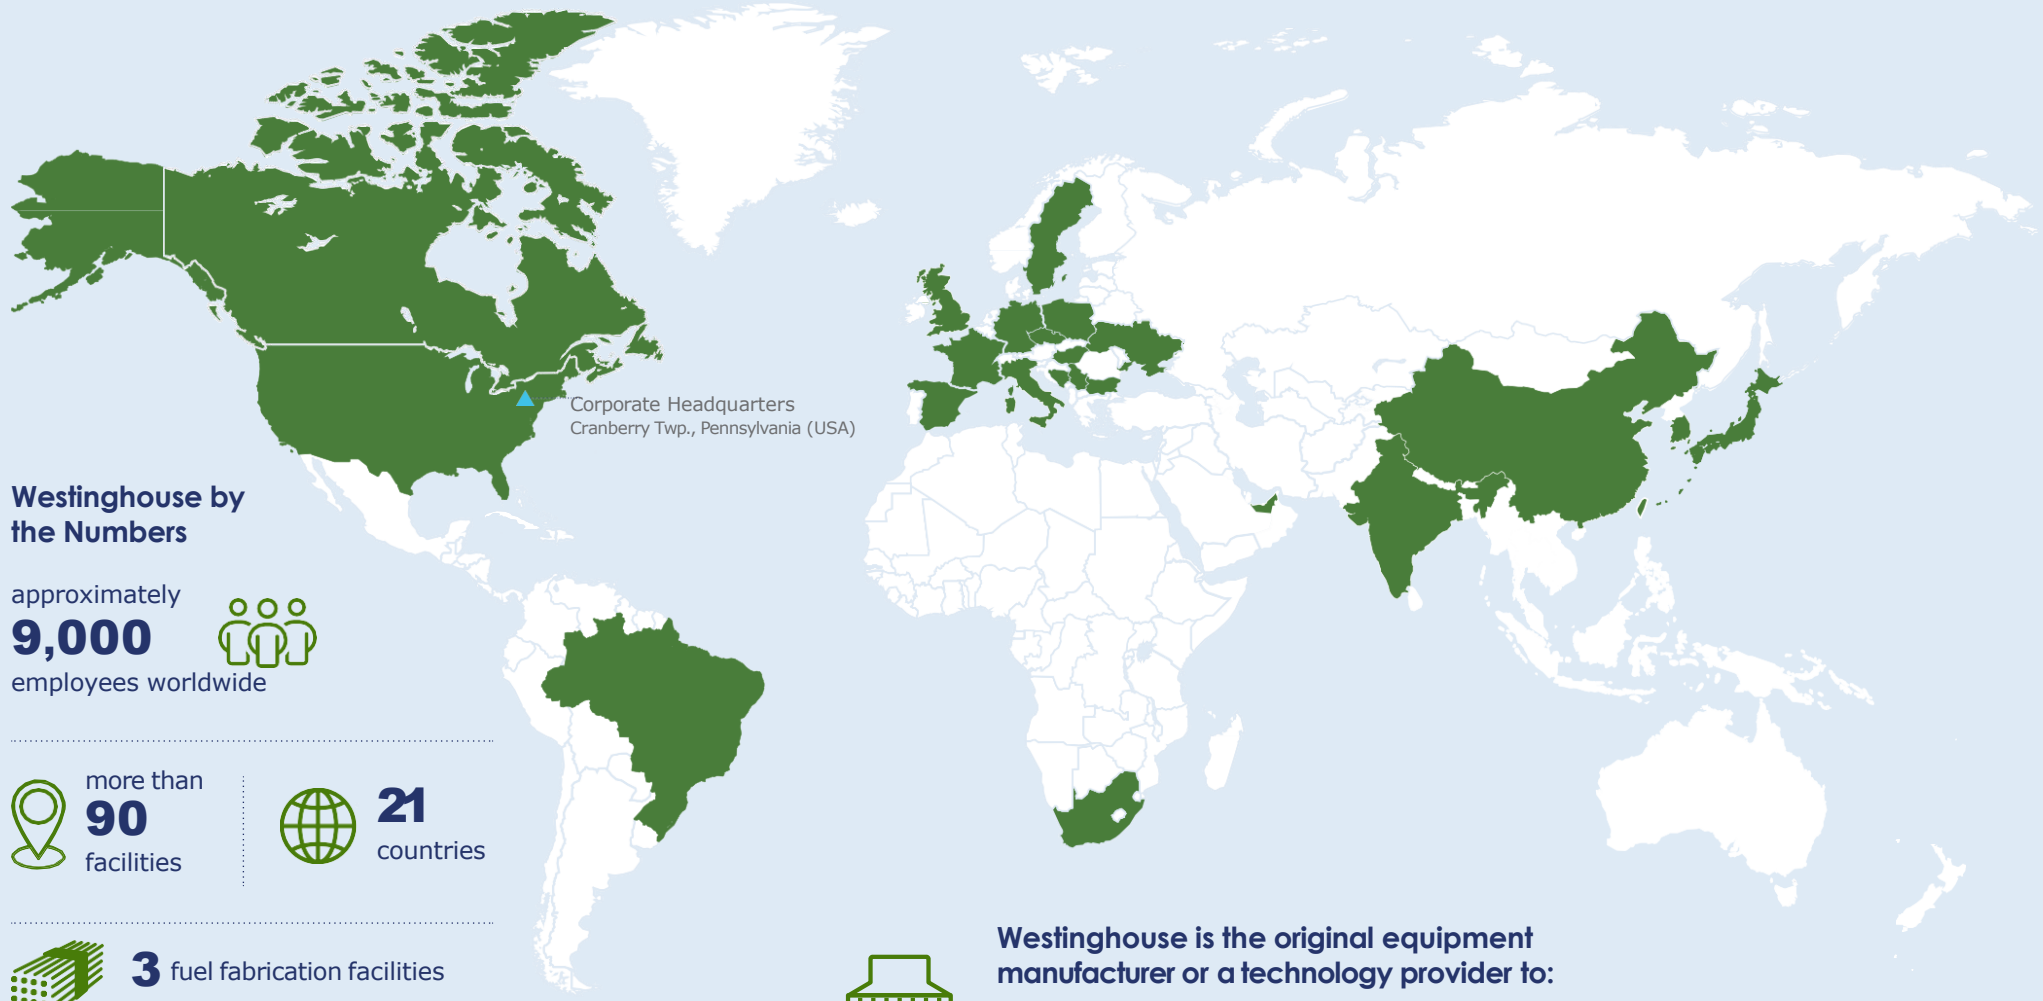 Corporate Headquarters
Cranberry Twp., Pennsylvania (USA)
Westinghouse by
the Numbers
approximately
9,000
employees worldwide
more than
90
facilities
21
countries
3 fuel fabrication facilities
Westinghouse is the original equipment
manufacturer or a technology provider to: